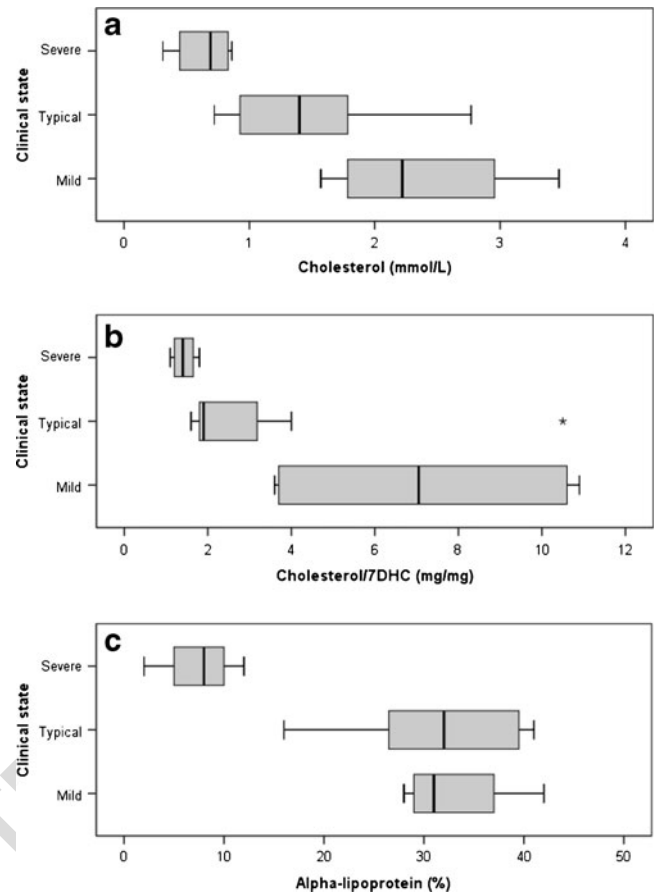 a
Clinical state
Severe
Typical
Mild
0 1 2 3 4
Cholesterol (mmol/L)
b
Clinical state
Severe
Typical
Mild
*
0 2 4 6 8 10 12
Cholesterol/7DHC (mg/mg)
c
Clinical state
Severe
Typical
Mild
0 10 20 30 40 50
Alpha-lipoprotein (%)